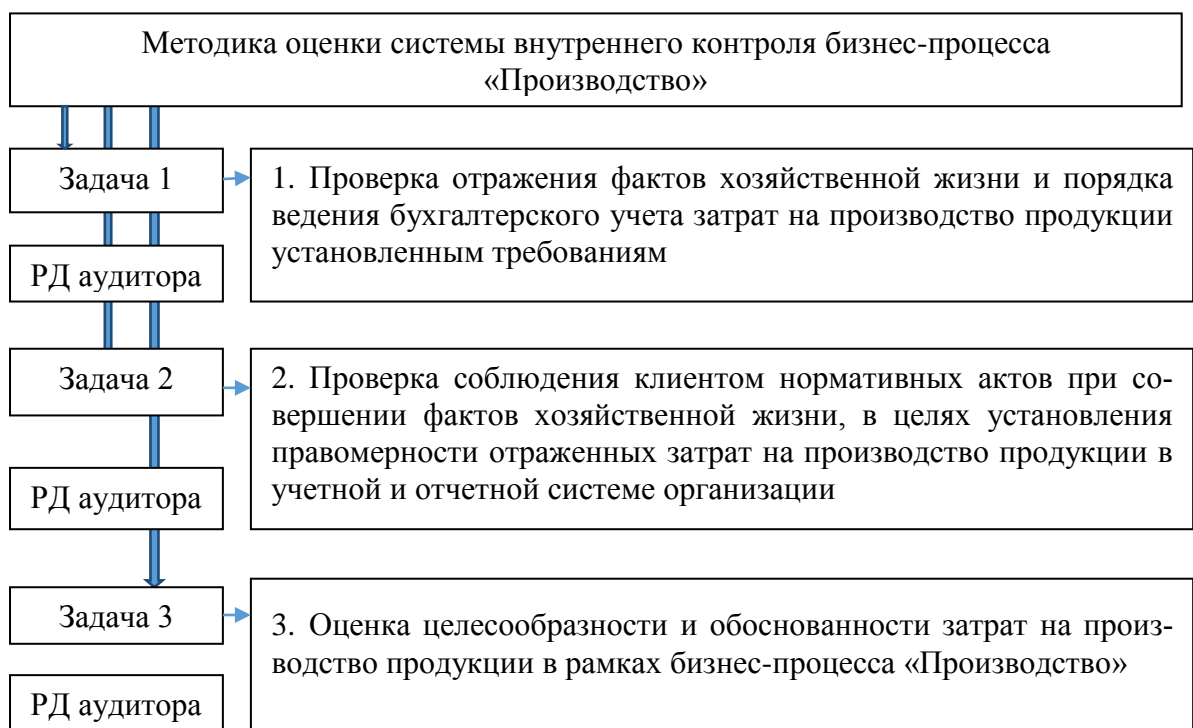 Методика оценки системы внутреннего контроля бизнес-процесса
«Производство»
Задача 1
1. Проверка отражения фактов хозяйственной жизни и порядка
ведения бухгалтерского учета затрат на производство продукции
установленным требованиям
РД аудитора
Задача 2
2. Проверка соблюдения клиентом нормативных актов при со-
вершении фактов хозяйственной жизни, в целях установления
правомерности отраженных затрат на производство продукции в
учетной и отчетной системе организации
РД аудитора
Задача 3
3. Оценка целесообразности и обоснованности затрат на произ-
водство продукции в рамках бизнес-процесса «Производство»
РД аудитора